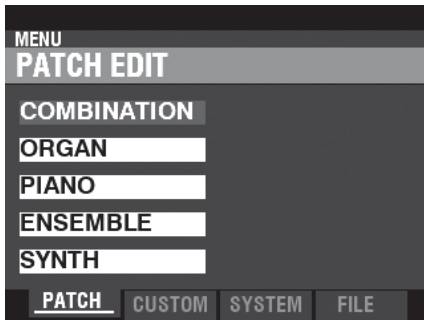 MENU
PATCH EDIT
COMBINATION
ORGAN
PIANO
ENSEMBLE
SYNTH
PATCH CUSTOM SYSTEM FILE